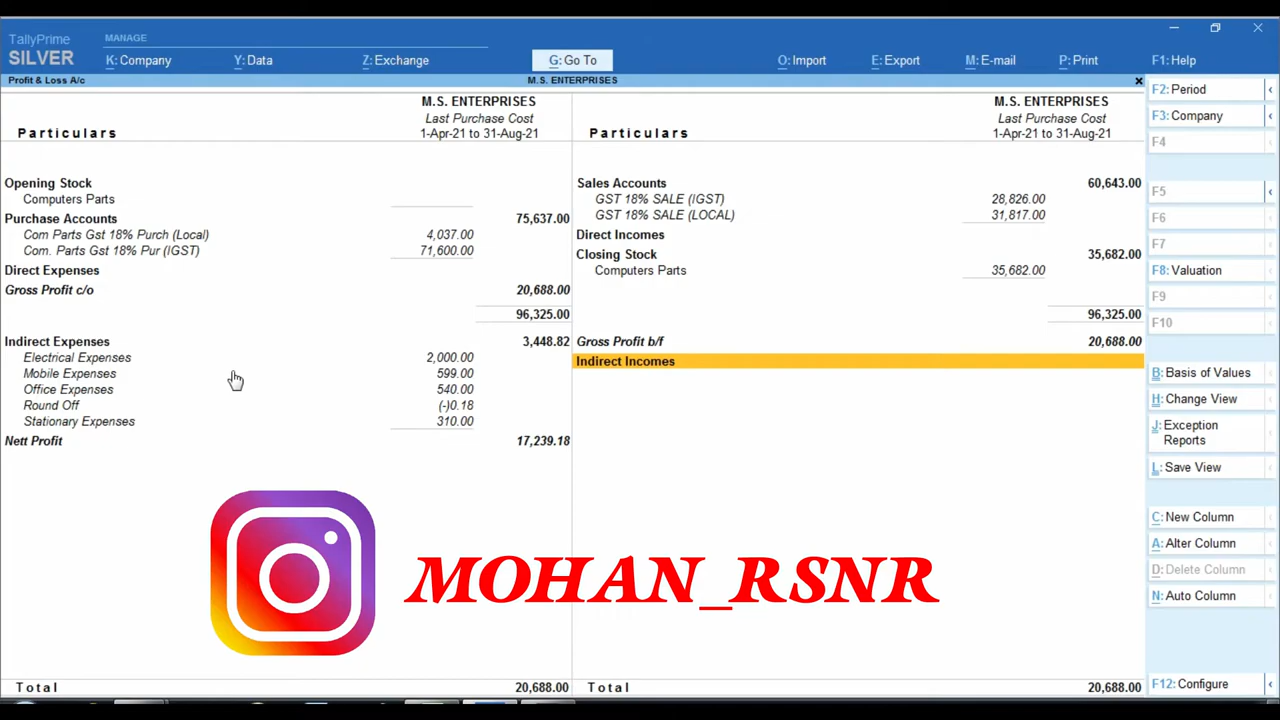 TallyPrime
MANAGE
SILVER
K: Company
Y: Data
Z: Exchange
G: Go To
O: Import
E: Export
M: E-mail
P: Print
F1: Help
Profit & Loss A/c
M.S. ENTERPRISES
Particulars
M.S. ENTERPRISES
Last Purchase Cost
1-Apr-21 to 31-Aug-21
Opening Stock
Computers Parts
Purchase Accounts 75,637.00
Com Parts Gst 18% Purch (Local) 4,037.00
Com. Parts Gst 18% Pur (IGST) 71,600.00
Direct Expenses
Gross Profit c/o 20,688.00
96,325.00
Indirect Expenses 3,448.82
Electrical Expenses 2,000.00
Mobile Expenses 599.00
Office Expenses 540.00
Round Off (-)0.18
Stationary Expenses 310.00
Nett Profit 17,239.18
Total 20,688.00
Particulars
M.S. ENTERPRISES
Last Purchase Cost
1-Apr-21 to 31-Aug-21
Sales Accounts 60,643.00
GST 18% SALE (IGST) 28,826.00
GST 18% SALE (LOCAL) 31,817.00
Direct Incomes
Closing Stock 35,682.00
Computers Parts 35,682.00
96,325.00
Gross Profit b/f 20,688.00
Indirect Incomes
Total 20,688.00
MOHAN_RSNR
F2: Period
F3: Company
F4
F5
F6
F7
F8: Valuation
F9
F10
B: Basis of Values
H: Change View
J: Exception
Reports
L: Save View
C: New Column
A: Alter Column
D: Delete Column
N: Auto Column
F12: Configure